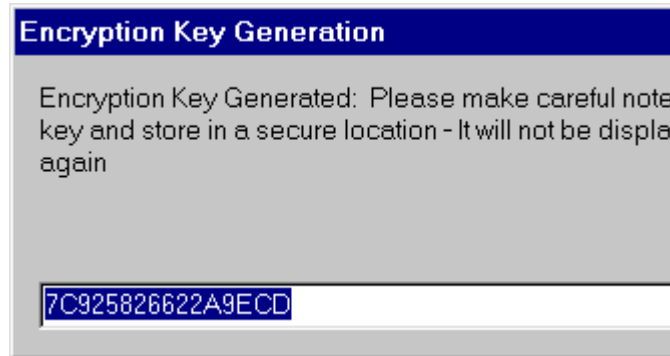 Encryption Key Generation
Encryption Key Generated: Please make careful note
key and store in a secure location - It will not be
again
7C925826622A9ECD